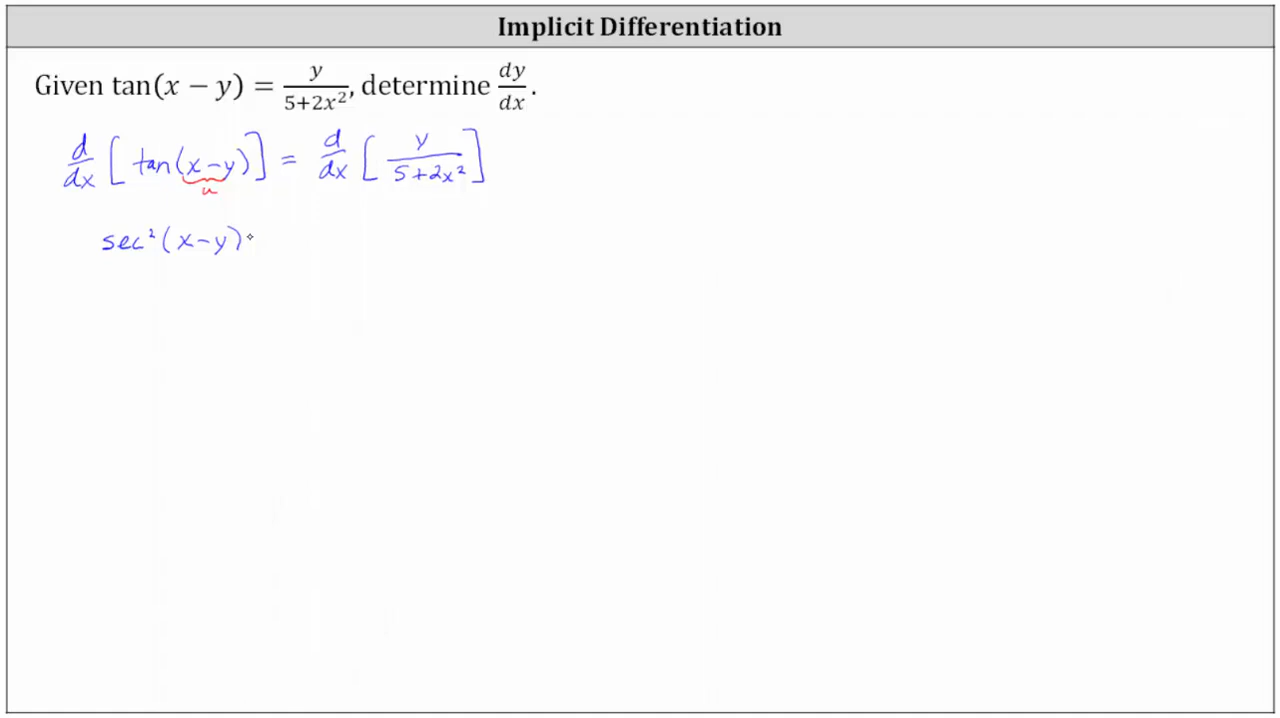 Implicit Differentiation
Given tan(x − y) = y/(5+2x²), determine dy/dx.
d/dx [tan(x−y)] = d/dx [y/(5+2x²)]
u
sec²(x−y)·